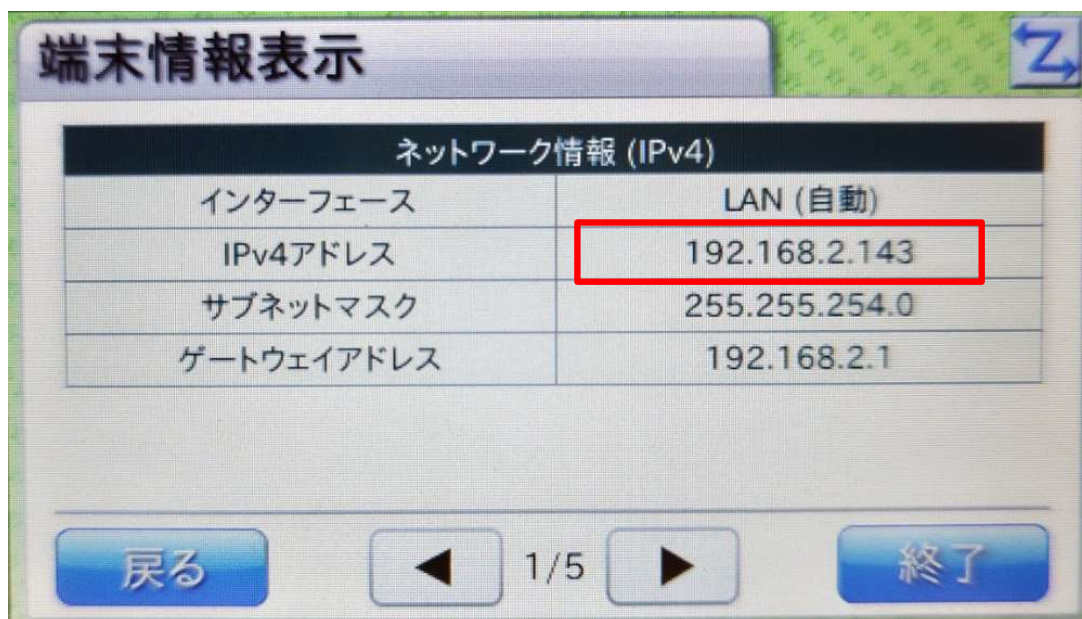 端末情報表示
Z
ネットワーク情報 (IPv4)
インターフェース LAN (自動)
IPv4アドレス 192.168.2.143
サブネットマスク 255.255.254.0
ゲートウェイアドレス 192.168.2.1
戻る ◀ 1/5 ▶ 終了